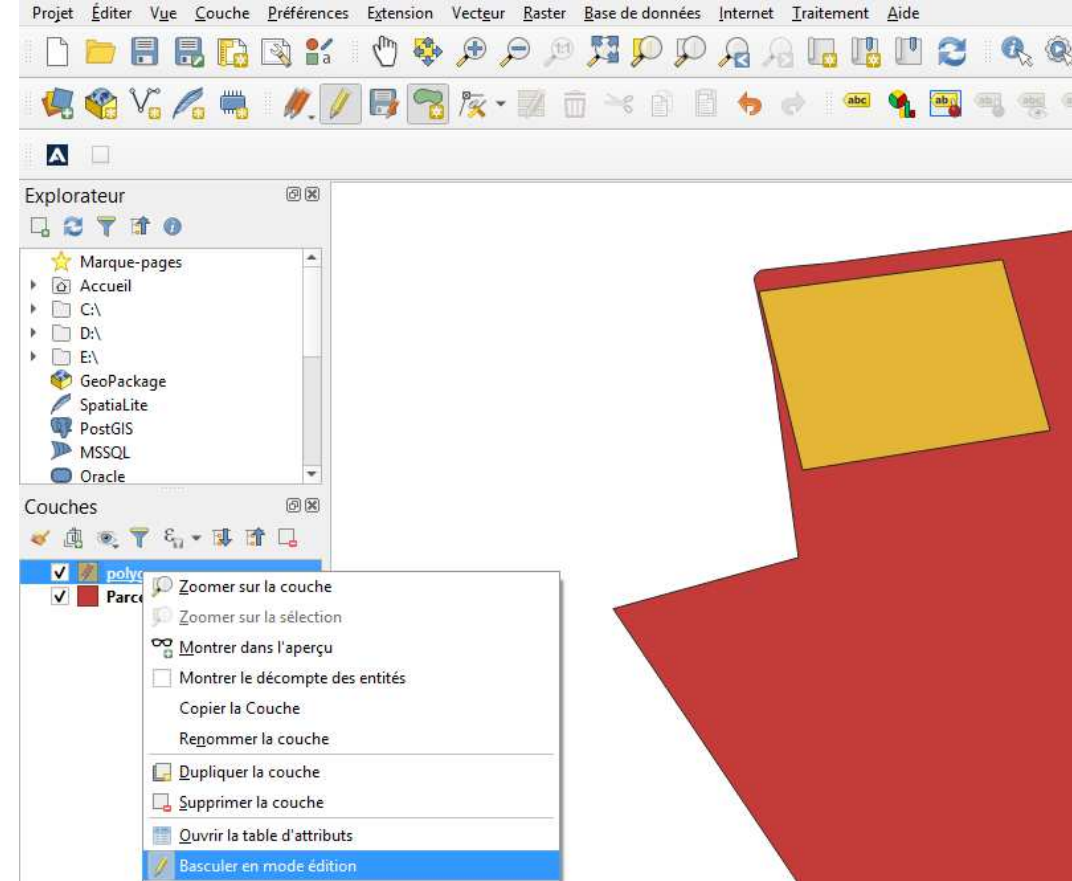 Projet Éditer Vue Couche Préférences Extension Vecteur Raster Base de données Internet Traitement Aide
1:1
abc
Explorateur
Marque-pages
Accueil
C:\
D:\
E:\
GeoPackage
SpatiaLite
PostGIS
MSSQL
Oracle
Couches
Zoomer sur la couche
Zoomer sur la sélection
Montrer dans l'aperçu
Montrer le décompte des entités
Copier la Couche
Renommer la couche
Dupliquer la couche
Supprimer la couche
Ouvrir la table d'attributs
Basculer en mode édition